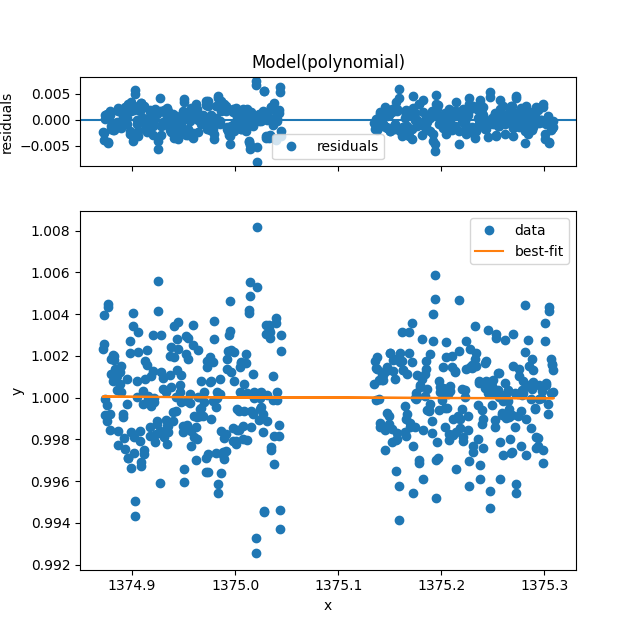 Model(polynomial)
residuals
0.005
0.000
−0.005
residuals
y
1.008
1.006
1.004
1.002
1.000
0.998
0.996
0.994
0.992
data
best-fit
1374.9 1375.0 1375.1 1375.2 1375.3
x